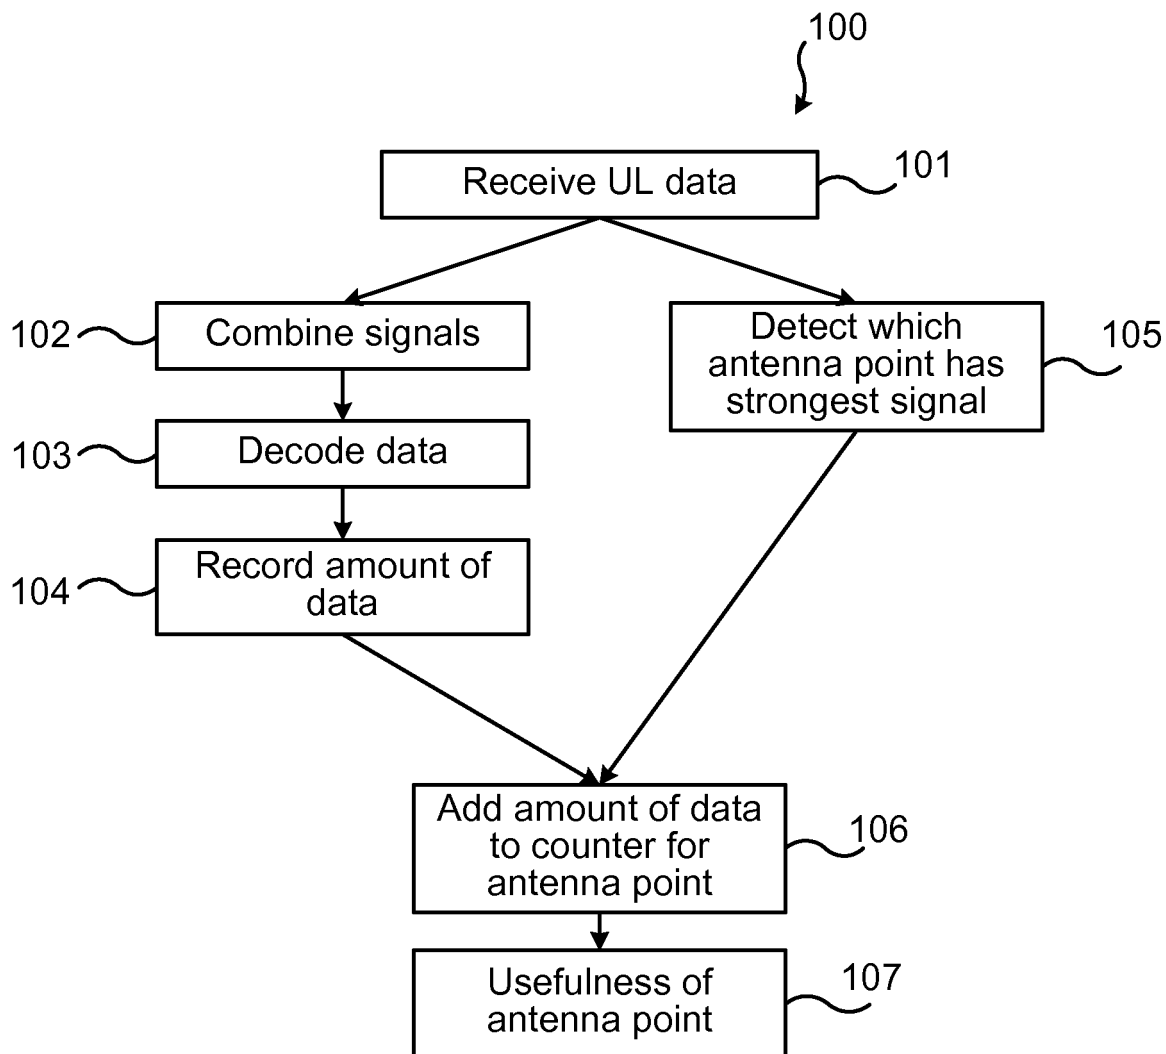 100
Receive UL data
101
102
Combine signals
Detect which
antenna point has
strongest signal
105
103
Decode data
104
Record amount of
data
Add amount of data
to counter for
antenna point
106
Usefulness of
antenna point
107